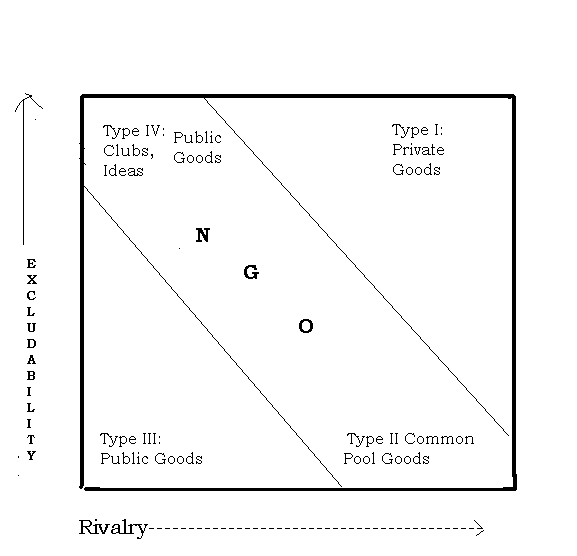 Type IV:
Clubs,
Ideas
Public
Goods
Type I:
Private
Goods
N
G
O
EXCLUDABILITY
Type III:
Public Goods
Type II Common
Pool Goods
Rivalry